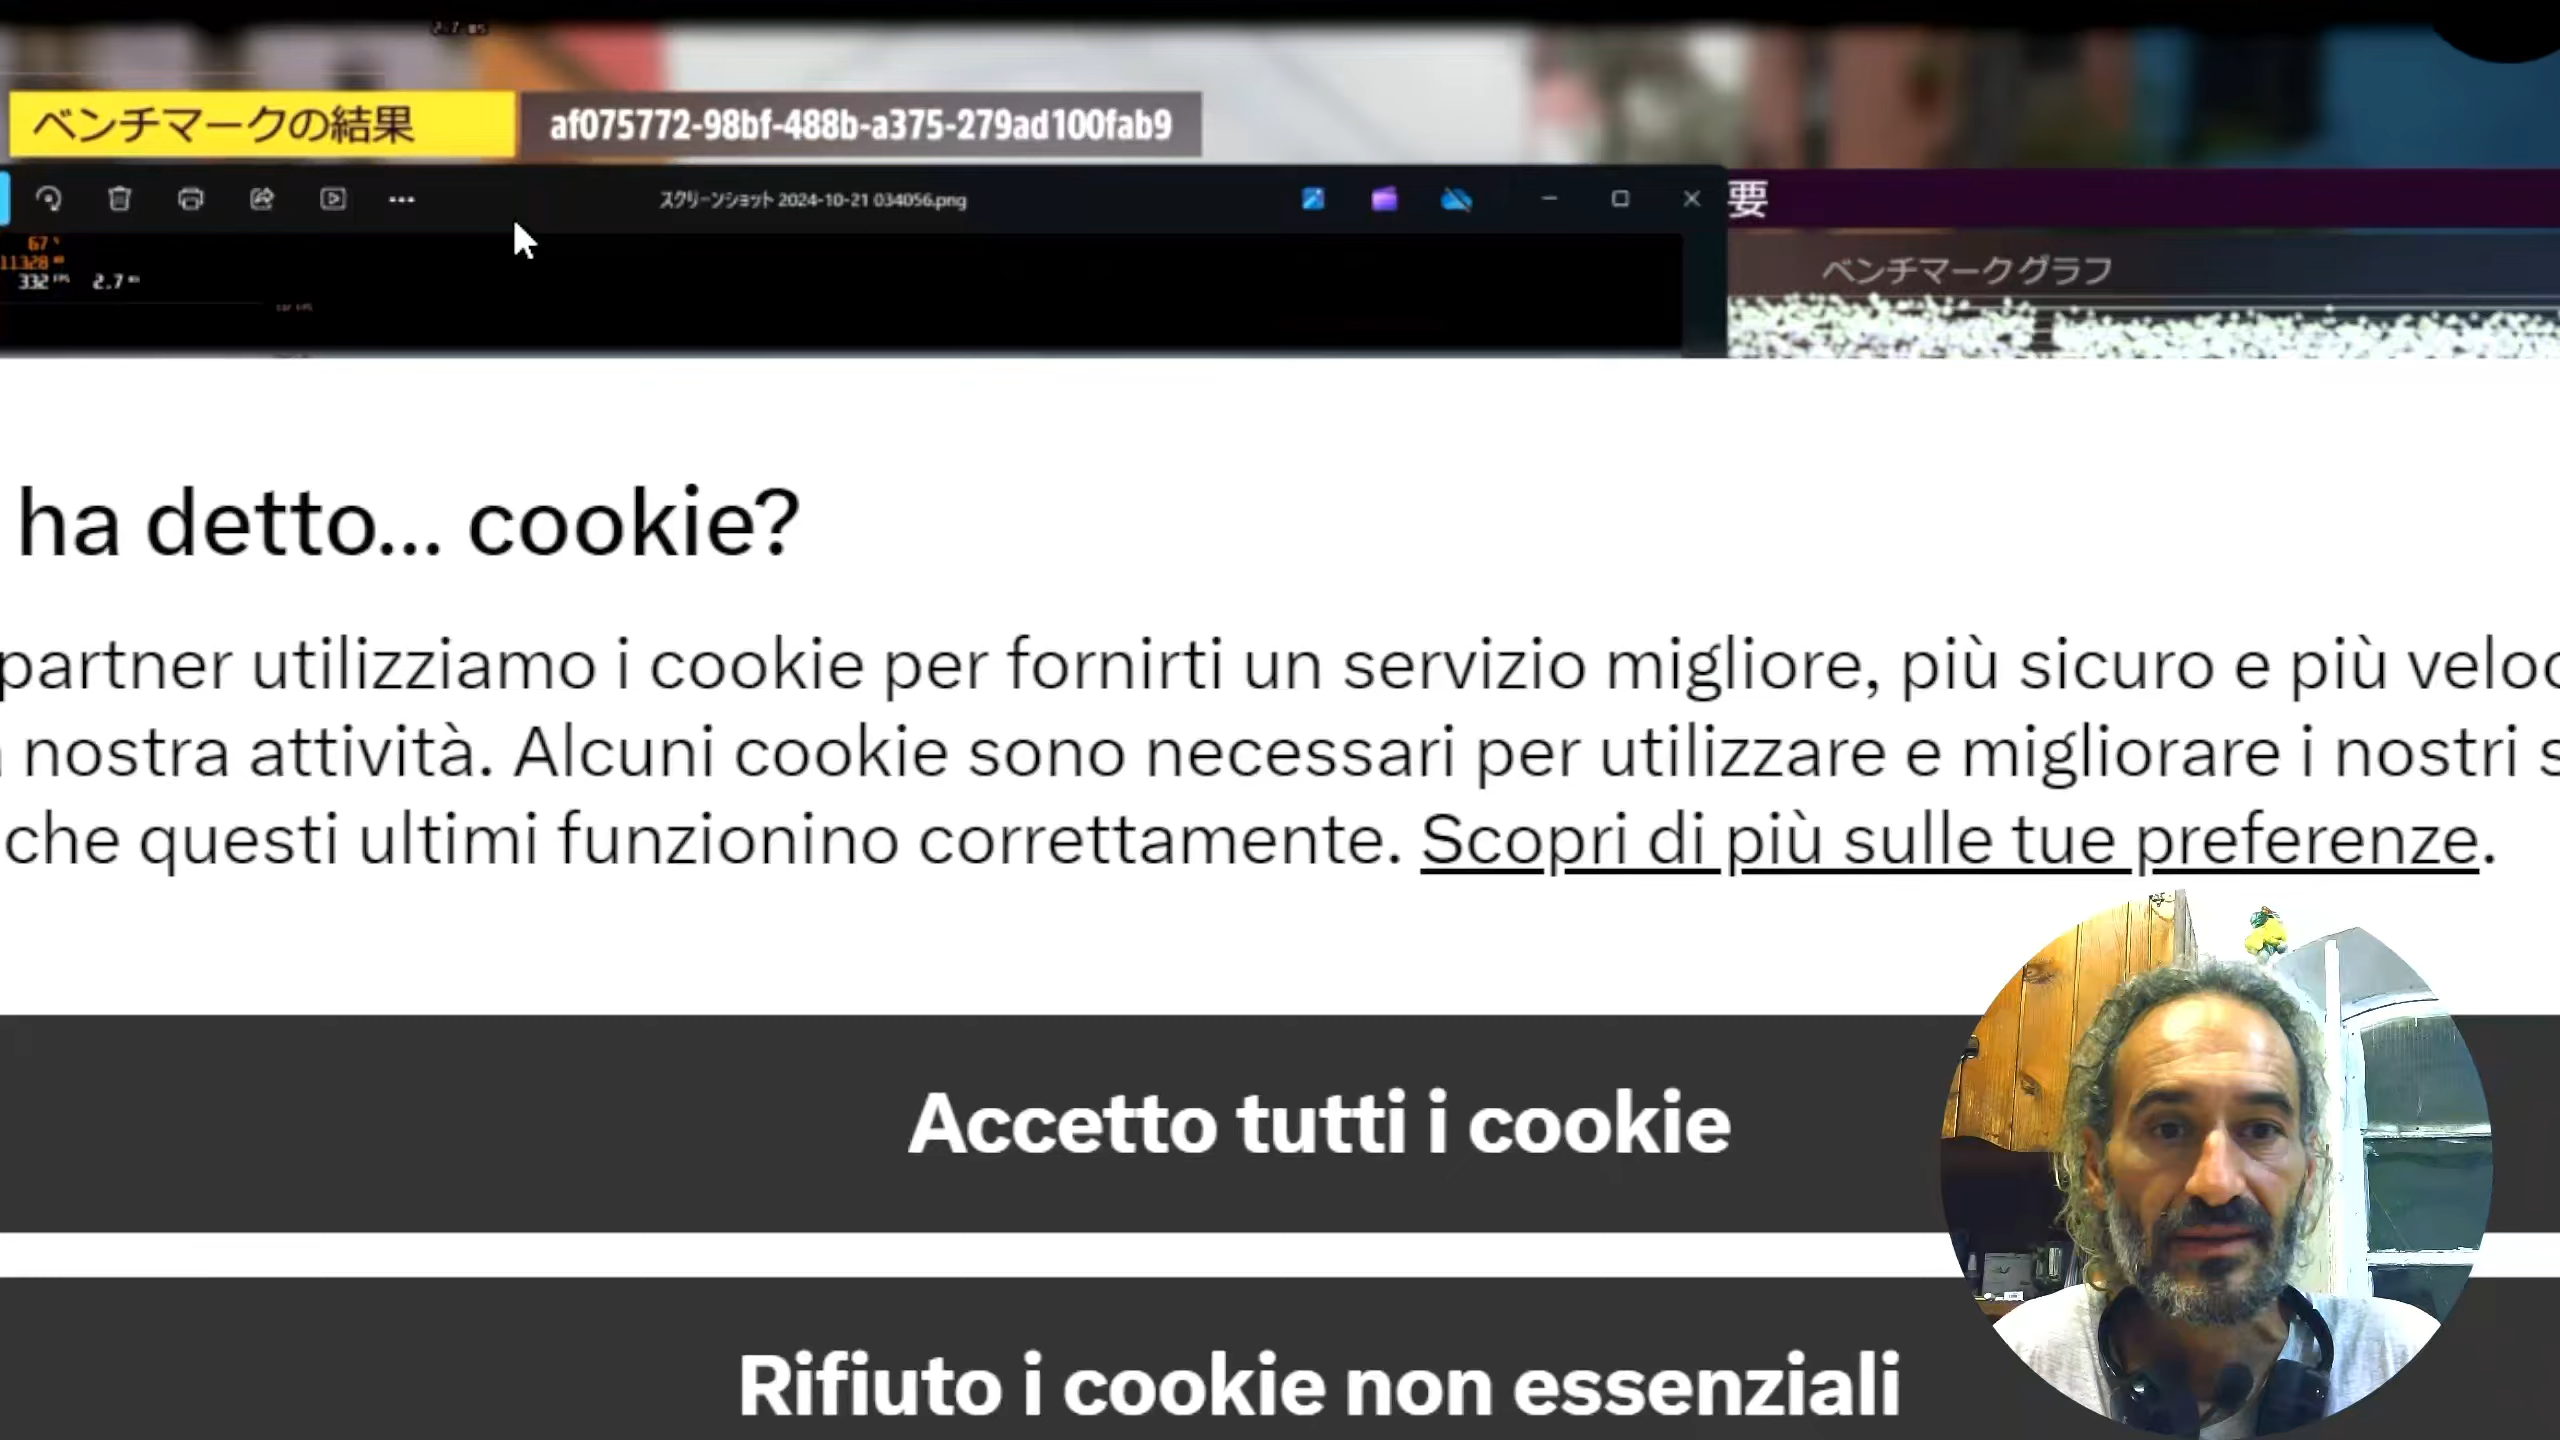 ベンチマークの結果
af075772-98bf-488b-a375-279ad100fab9
スクリーンショット 2024-10-21 034056.png
要
67
11328
332 FPS 2.7
ベンチマークグラフ
ha detto... cookie?
partner utilizziamo i cookie per fornirti un servizio migliore, più sicuro e più veloc
nostra attività. Alcuni cookie sono necessari per utilizzare e migliorare i nostri s
che questi ultimi funzionino correttamente. Scopri di più sulle tue preferenze.
Accetto tutti i cookie
Rifiuto i cookie non essenziali